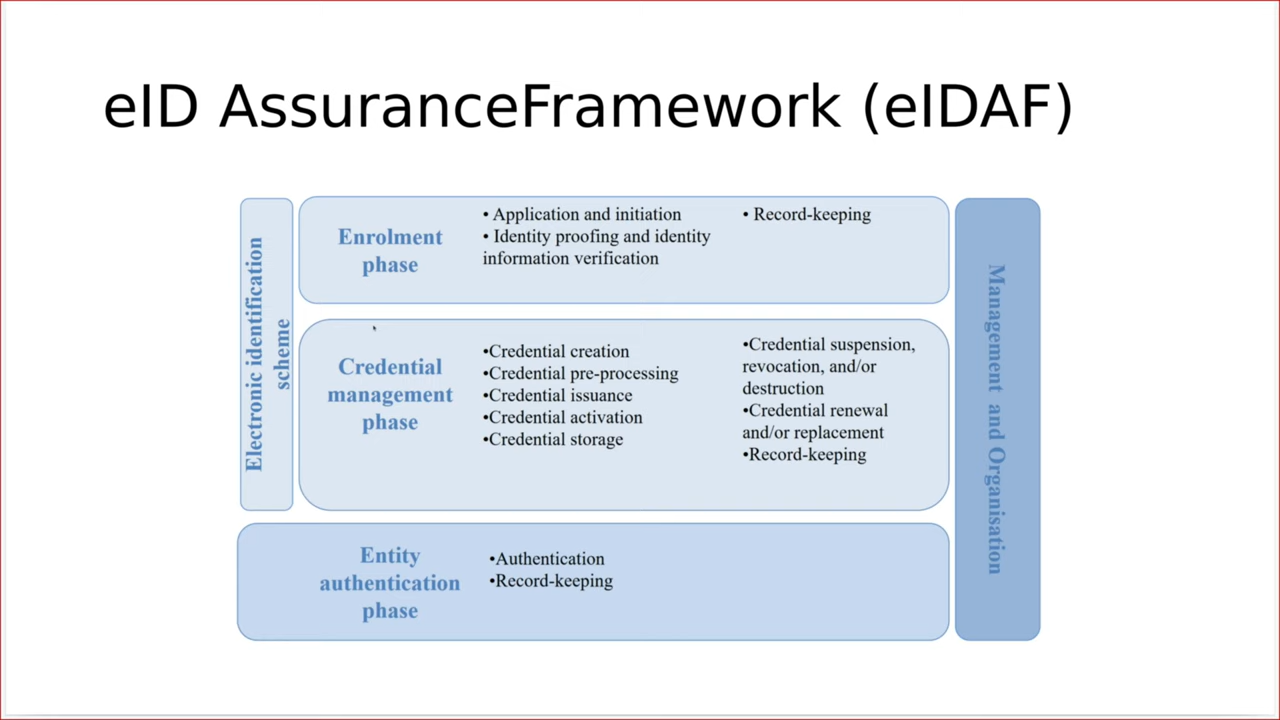 eID AssuranceFramework (eIDAF)
Electronic identification
scheme
Enrolment
phase
• Application and initiation
• Identity proofing and identity
information verification
• Record-keeping
Credential
management
phase
•Credential creation
•Credential pre-processing
•Credential issuance
•Credential activation
•Credential storage
•Credential suspension,
revocation, and/or
destruction
•Credential renewal
and/or replacement
•Record-keeping
Entity
authentication
phase
•Authentication
•Record-keeping
Management and Organisation